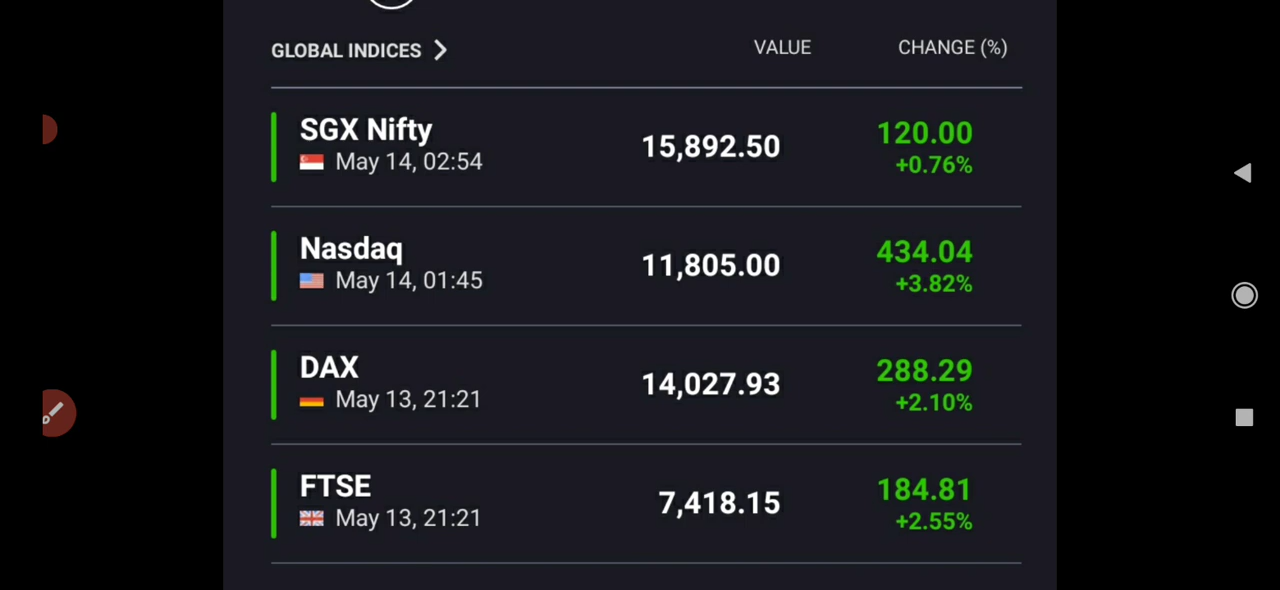 GLOBAL INDICES VALUE CHANGE (%)
SGX Nifty 15,892.50 120.00
May 14, 02:54 +0.76%
Nasdaq 11,805.00 434.04
May 14, 01:45 +3.82%
DAX 14,027.93 288.29
May 13, 21:21 +2.10%
FTSE 7,418.15 184.81
May 13, 21:21 +2.55%